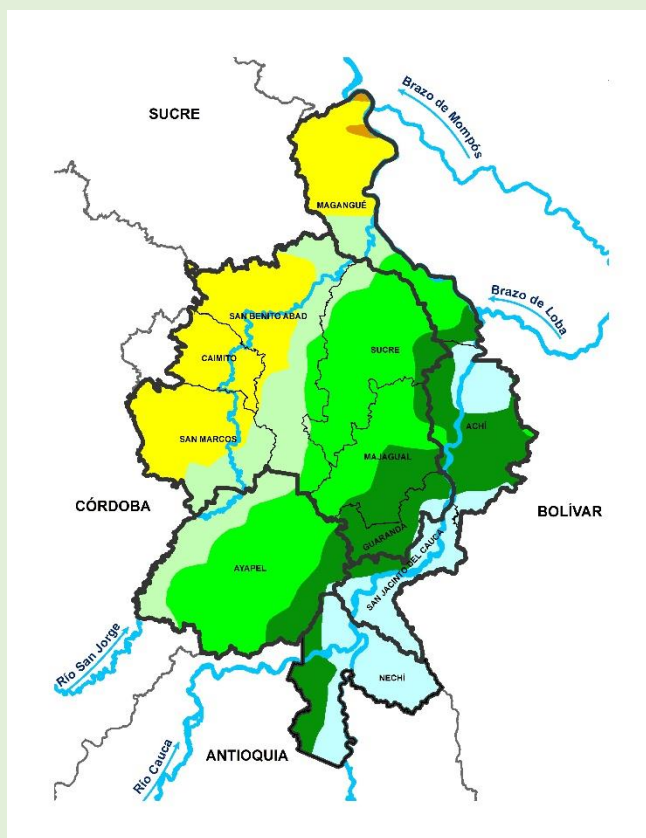 Brazo de Mompós
SUCRE
MAGANGUÉ
Brazo de Loba
SAN BENITO ABAD
SUCRE
CAIMITO
ACHÍ
SAN MARCOS
MAJAGUAL
CÓRDOBA
BOLÍVAR
GUARANDA
SAN JACINTO DEL CAUCA
AYAPEL
Río San Jorge
NECHÍ
ANTIOQUIA
Río Cauca